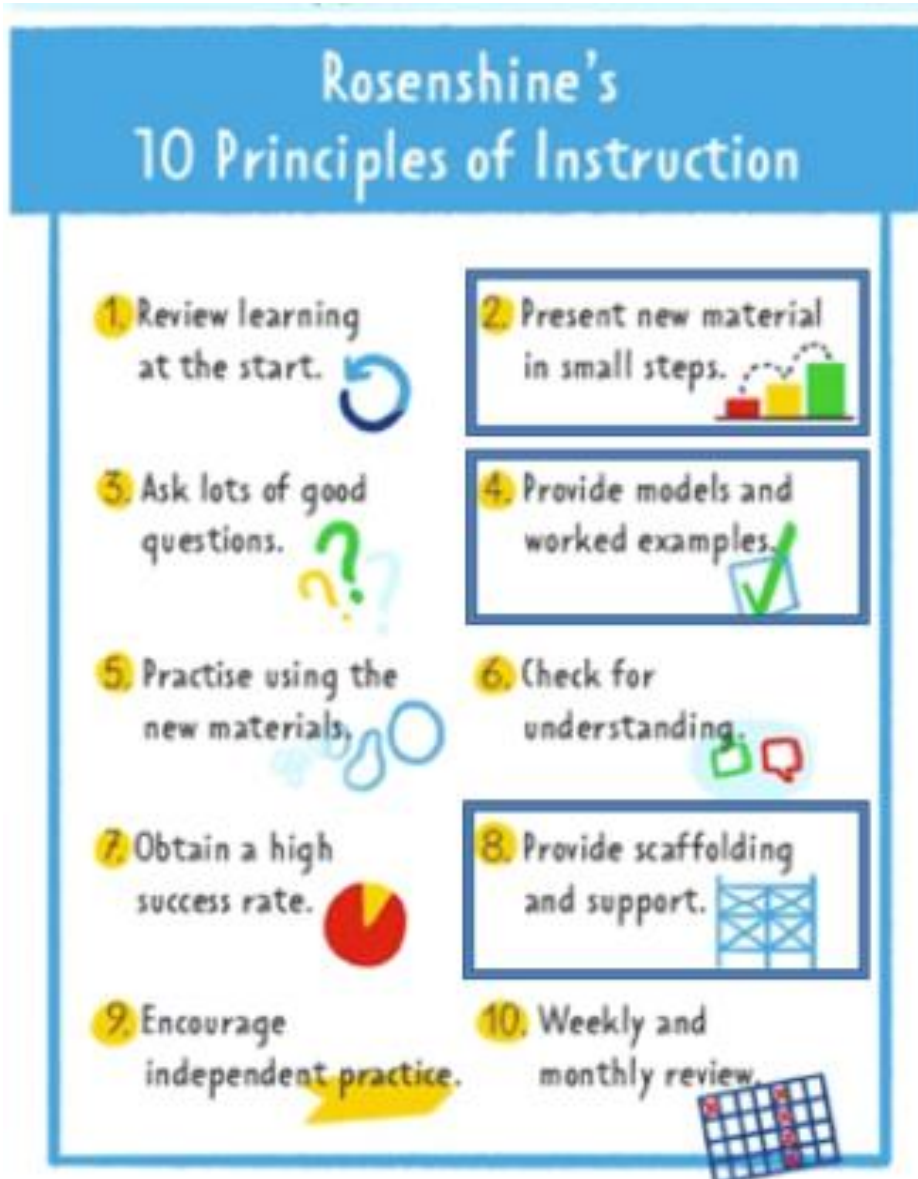 Rosenshine's
10 Principles of Instruction
1. Review learning
at the start.
2. Present new material
in small steps.
3. Ask lots of good
questions.
4. Provide models and
worked examples.
5. Practise using the
new materials.
6. Check for
understanding.
7. Obtain a high
success rate.
8. Provide scaffolding
and support.
9. Encourage
independent practice.
10. Weekly and
monthly review.